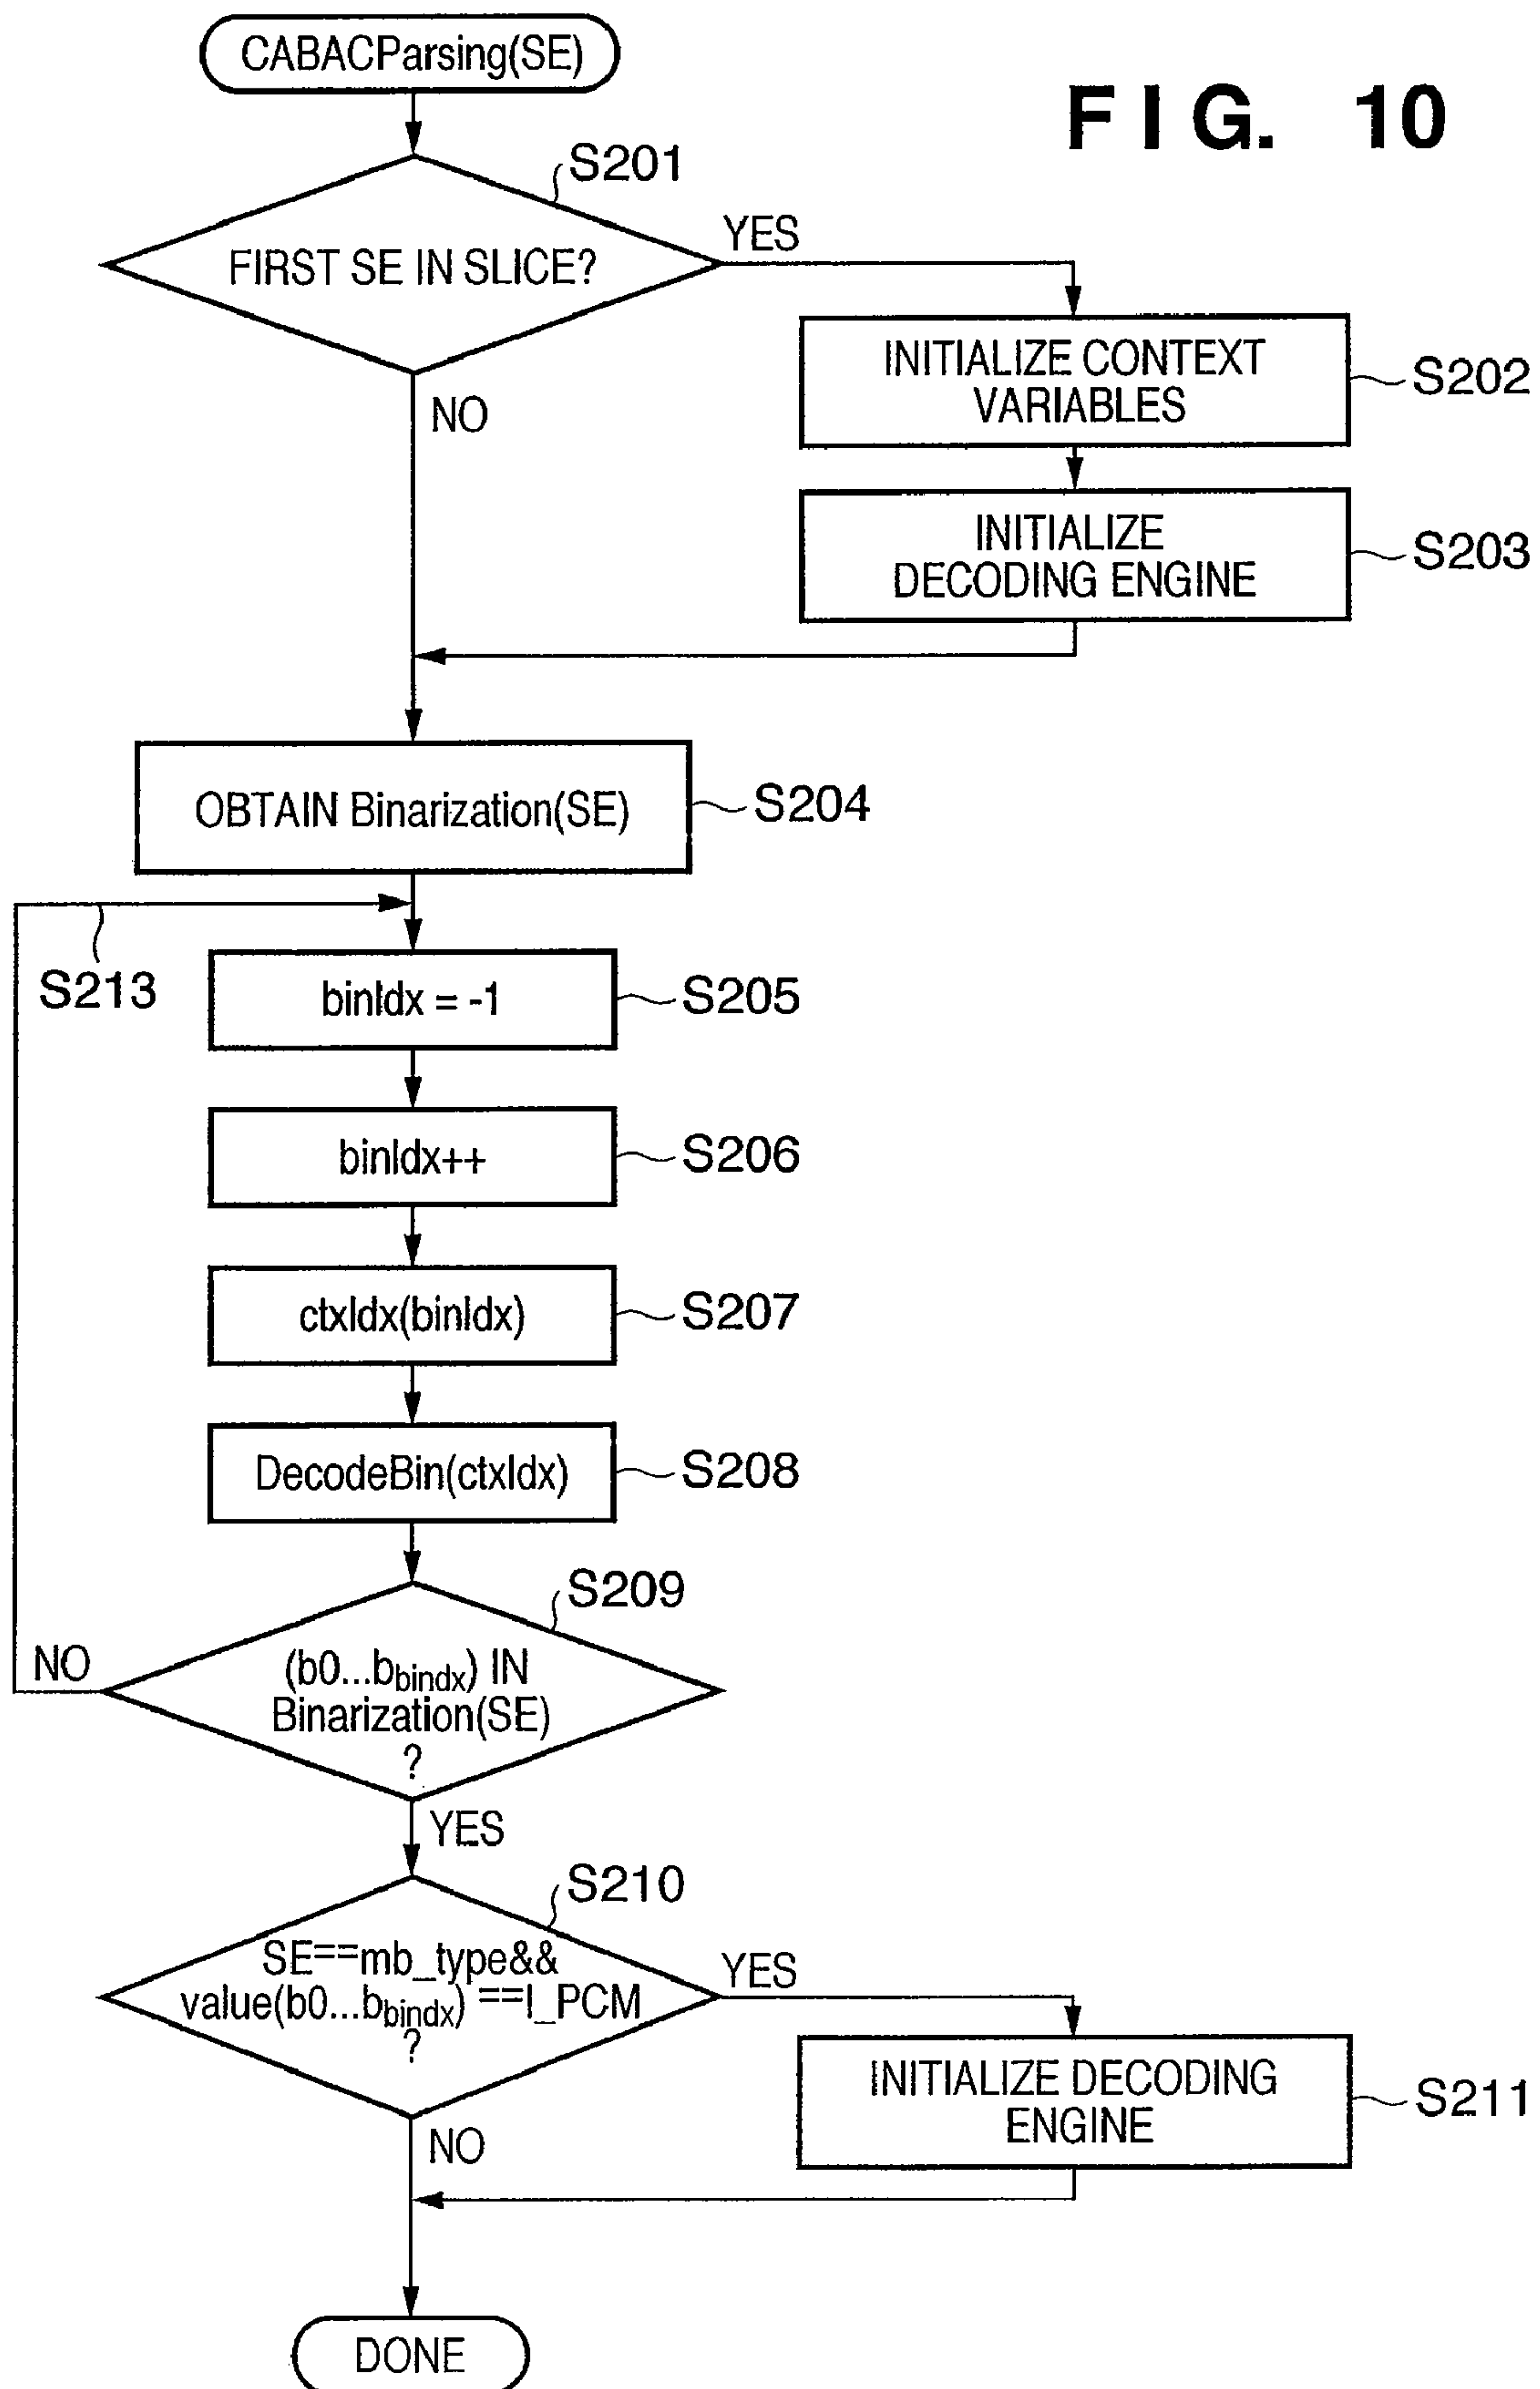 CABACParsing(SE)
FIG. 10
S201
FIRST SE IN SLICE?
YES
NO
INITIALIZE CONTEXT
VARIABLES
S202
INITIALIZE
DECODING ENGINE
S203
OBTAIN Binarization(SE)
S204
S213
binIdx = -1
S205
binIdx++
S206
ctxIdx(binIdx)
S207
DecodeBin(ctxIdx)
S208
S209
NO
(b0...bbindx) IN
Binarization(SE)
?
YES
S210
SE==mb_type&&
value(b0...bbindx) ==I_PCM
?
YES
NO
INITIALIZE DECODING
ENGINE
S211
DONE